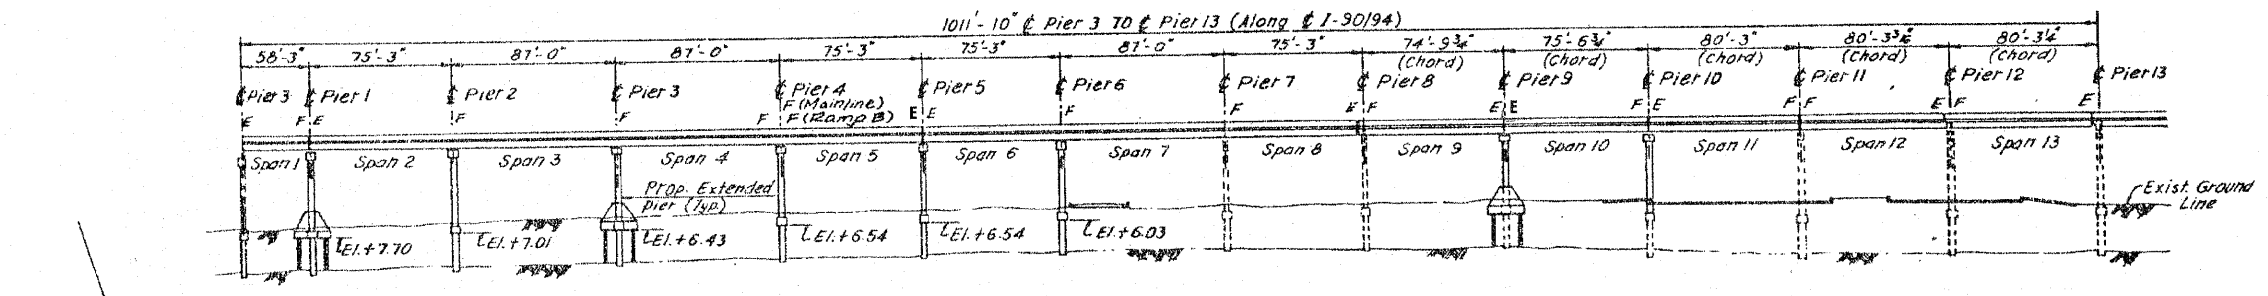 1011'-10" ℄ Pier 3 TO ℄ Pier 13 (Along ℄ I-90/94)
58'-3" 75'-3" 87'-0" 87'-0" 75'-3" 75'-3" 87'-0" 75'-3" 74'-9¾" (Chord) 75'-6¾" (Chord) 80'-3" (Chord) 80'-3³⁄₁₆" (Chord) 80'-3¼" (Chord)
℄ Pier 3 ℄ Pier 1 ℄ Pier 2 ℄ Pier 3 ℄ Pier 4 ℄ Pier 5 ℄ Pier 6 ℄ Pier 7 ℄ Pier 8 ℄ Pier 9 ℄ Pier 10 ℄ Pier 11 ℄ Pier 12 ℄ Pier 13
F (Mainline)
E F E F F F F (Ramp B) E E F F E F E E F E F F E F E
Span 1 Span 2 Span 3 Span 4 Span 5 Span 6 Span 7 Span 8 Span 9 Span 10 Span 11 Span 12 Span 13
Prop. Extended
Pier (Typ.)
Exist. Ground
Line
El. +7.70 El. +7.01 El. +6.43 El. +6.54 El. +6.54 El. +6.03